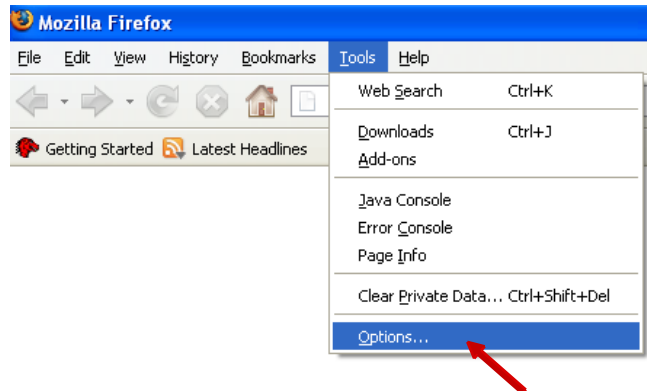 Mozilla Firefox
File Edit View History Bookmarks Tools Help
Web Search Ctrl+K
Downloads Ctrl+J
Getting Started Latest Headlines
Add-ons
Java Console
Error Console
Page Info
Clear Private Data... Ctrl+Shift+Del
Options...